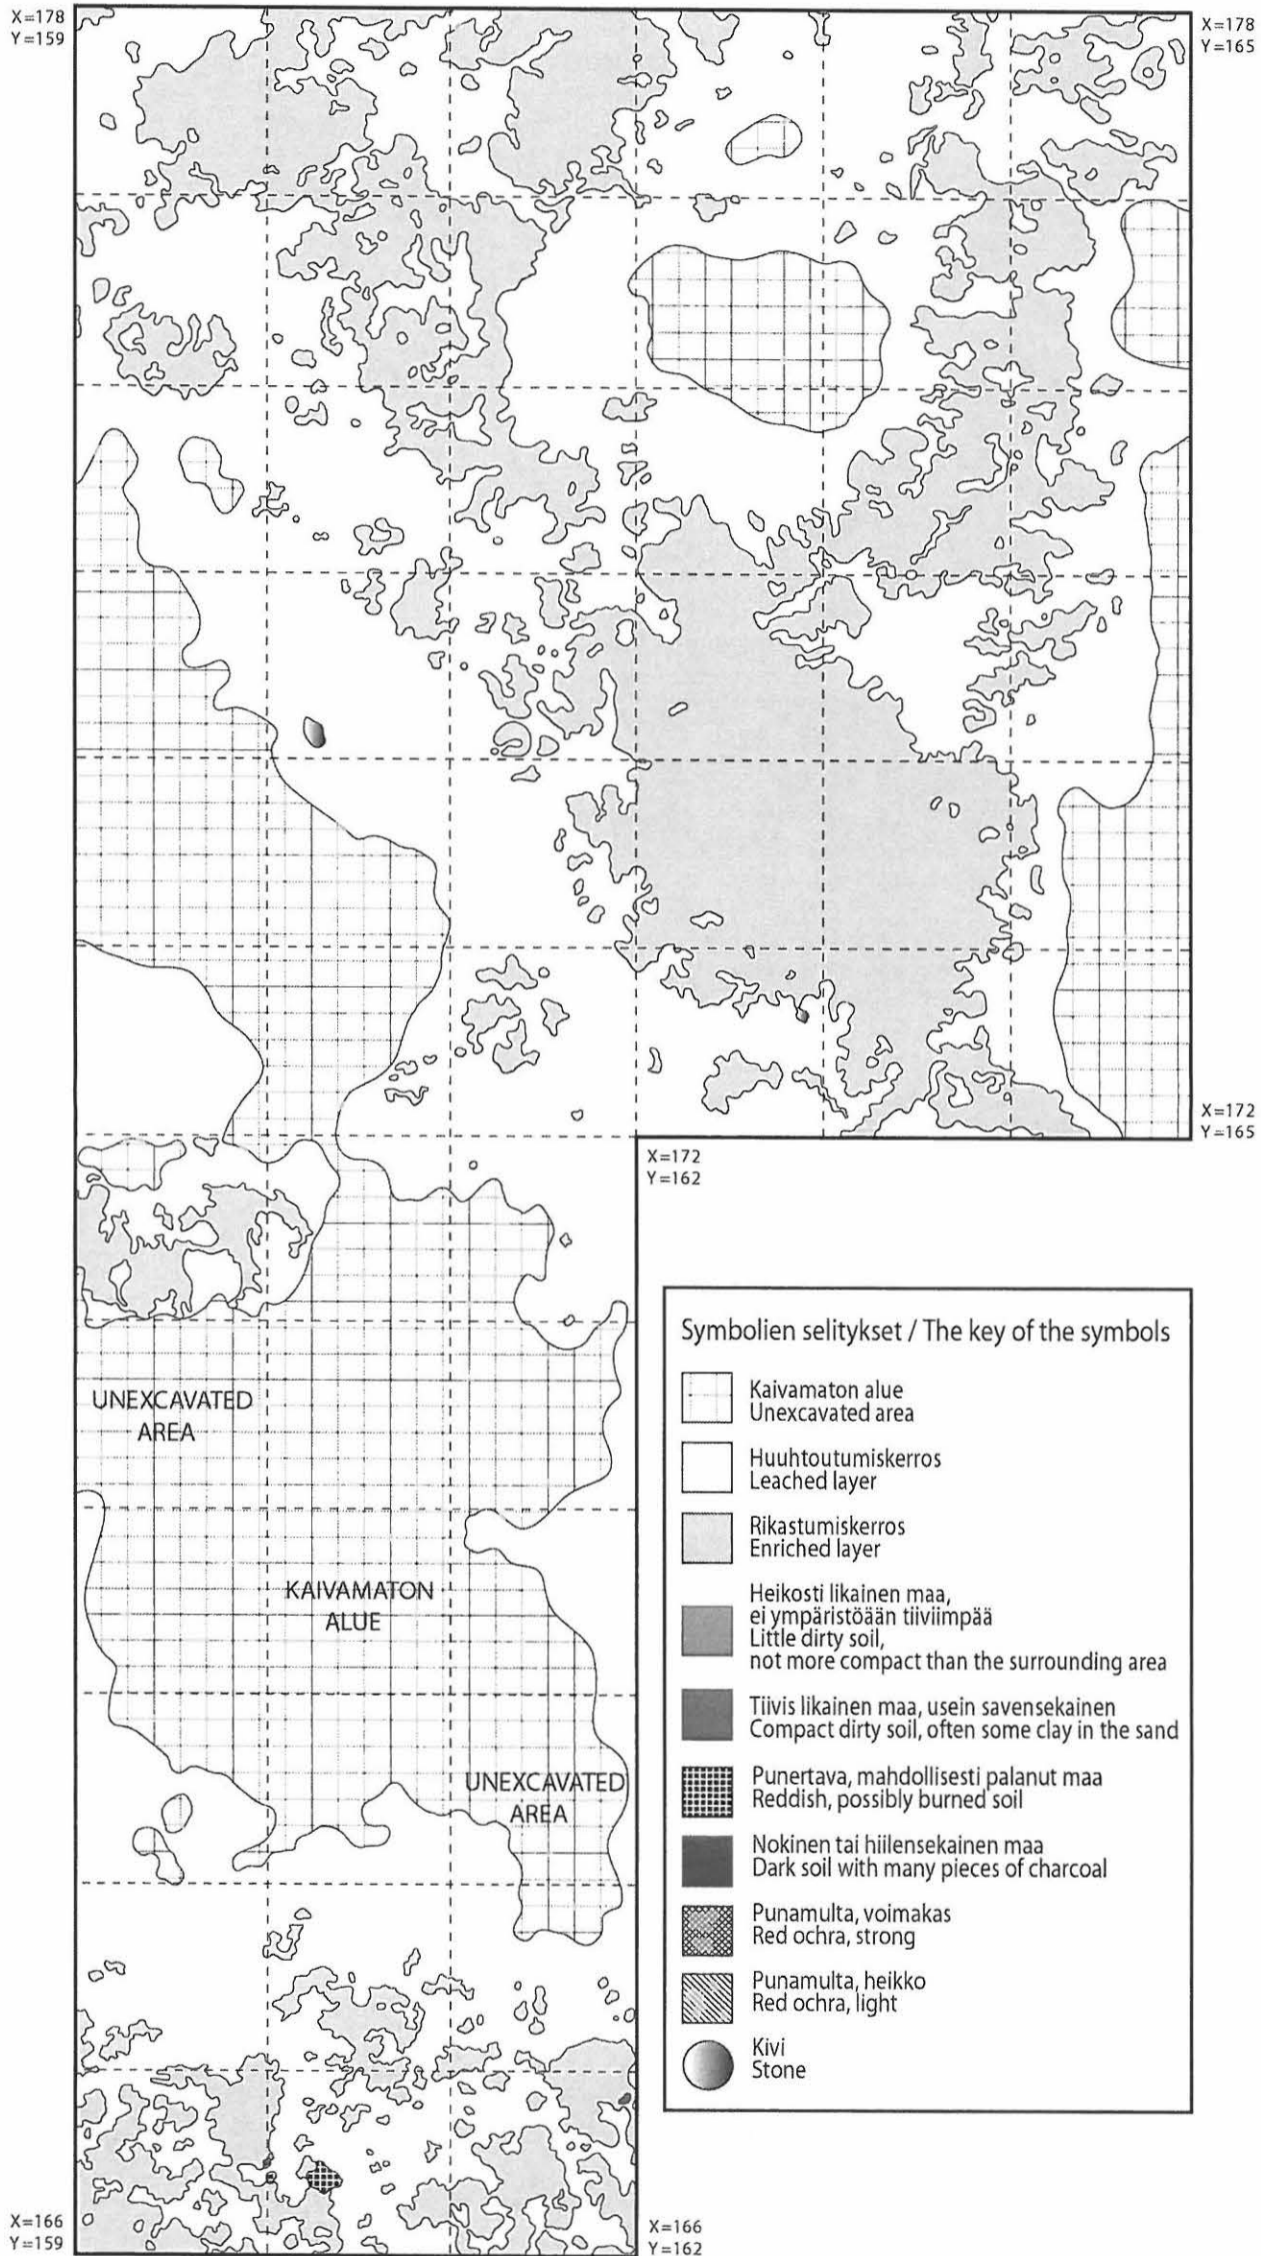 X=178
Y=159
X=178
Y=165
X=172
Y=165
X=172
Y=162
UNEXCAVATED
AREA
KAIVAMATON
ALUE
UNEXCAVATED
AREA
Symbolien selitykset / The key of the symbols
Kaivamaton alue
Unexcavated area
Huuhtoutumiskerros
Leached layer
Rikastumiskerros
Enriched layer
Heikosti likainen maa,
ei ympäristöään tiiviimpää
Little dirty soil,
not more compact than the surrounding area
Tiivis likainen maa, usein savensekainen
Compact dirty soil, often some clay in the sand
Punertava, mahdollisesti palanut maa
Reddish, possibly burned soil
Nokinen tai hiilensekainen maa
Dark soil with many pieces of charcoal
Punamulta, voimakas
Red ochra, strong
Punamulta, heikko
Red ochra, light
Kivi
Stone
X=166
Y=159
X=166
Y=162